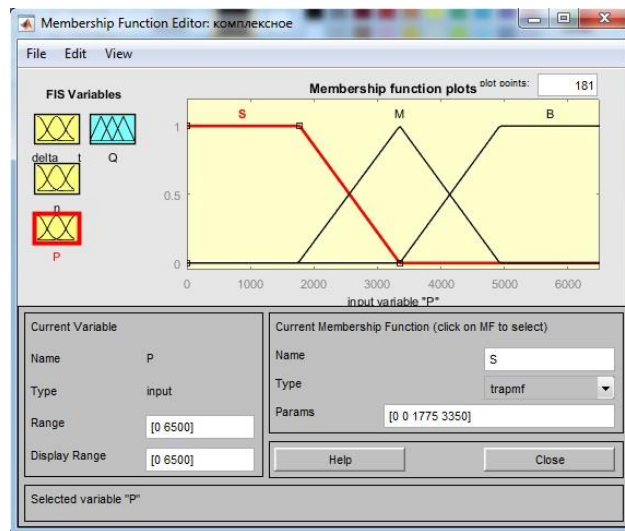 Membership Function Editor: комплексное
File Edit View
FIS Variables
delta_t Q
n
P
Membership function plots plot points: 181
S M B
1
0.5
0
0 1000 2000 3000 4000 5000 6000
input variable "P"
Current Variable
Name P
Type input
Range [0 6500]
Display Range [0 6500]
Current Membership Function (click on MF to select)
Name S
Type trapmf
Params [0 0 1775 3350]
Help Close
Selected variable "P"